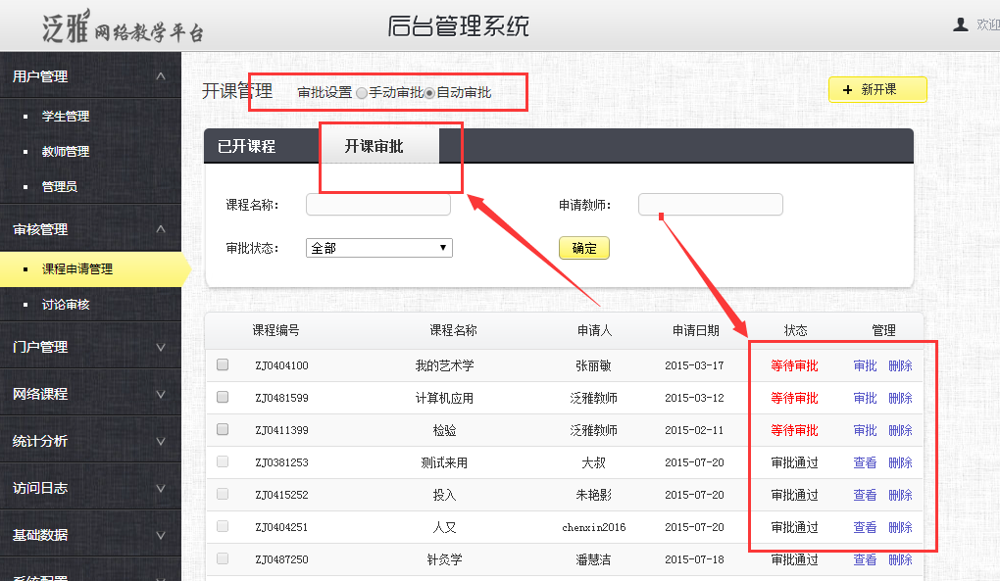 泛雅网络教学平台
后台管理系统
欢迎
用户管理
学生管理
教师管理
管理员
审核管理
课程申请管理
讨论审核
门户管理
网络课程
统计分析
访问日志
基础数据
系统配置
开课管理 审批设置 手动审批 自动审批
+ 新开课
已开课程 开课审批
课程名称: 申请教师:
审批状态: 全部 确定
课程编号 课程名称 申请人 申请日期 状态 管理
ZJ0404100 我的艺术学 张丽敏 2015-03-17 等待审批 审批 删除
ZJ0481599 计算机应用 泛雅教师 2015-03-12 等待审批 审批 删除
ZJ0411399 检验 泛雅教师 2015-02-11 等待审批 审批 删除
ZJ0381253 测试来用 大叔 2015-07-20 审批通过 查看 删除
ZJ0415252 投入 朱艳影 2015-07-20 审批通过 查看 删除
ZJ0404251 人又 chenxin2016 2015-07-20 审批通过 查看 删除
ZJ0487250 针灸学 潘慧洁 2015-07-18 审批通过 查看 删除